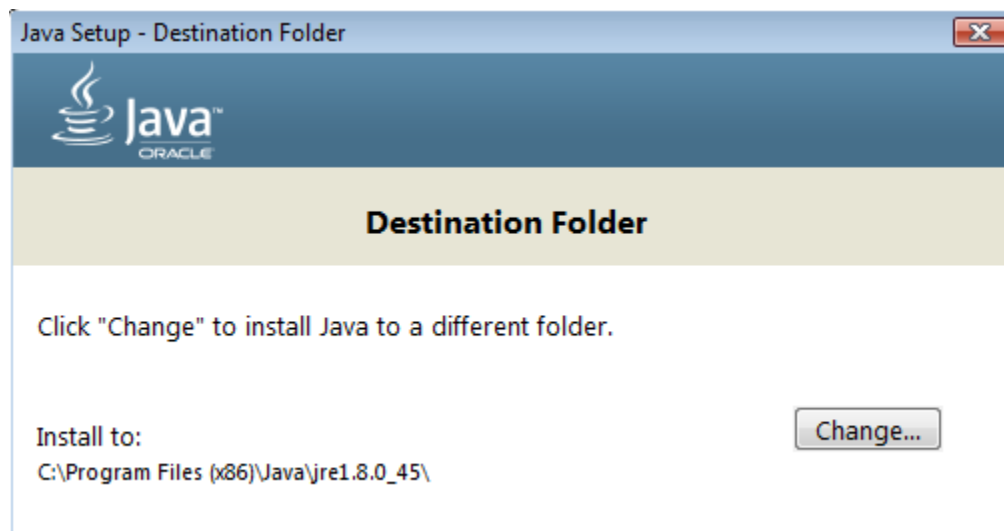 Java Setup - Destination Folder
Java™
ORACLE
Destination Folder
Click "Change" to install Java to a different folder.
Change...
Install to:
C:\Program Files (x86)\Java\jre1.8.0_45\